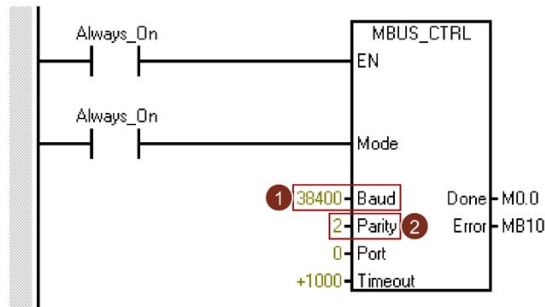 Always_On
MBUS_CTRL
EN
Always_On
Mode
1 38400 Baud Done M0.0
2 Parity 2 Error MB10
0 Port
+1000 Timeout